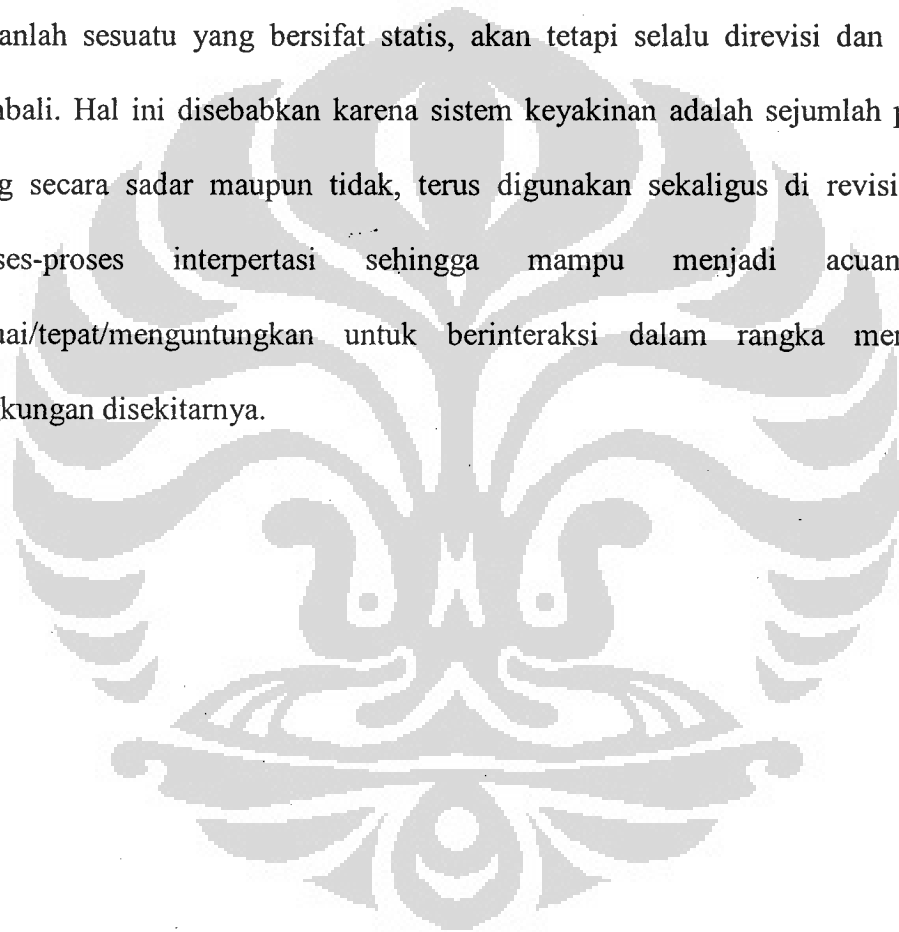 anlah sesuatu yang bersifat statis, akan tetapi selalu direvisi dan
bali. Hal ini disebabkan karena sistem keyakinan adalah sejumlah p
g secara sadar maupun tidak, terus digunakan sekaligus di revisi
ses-proses interpertasi sehingga mampu menjadi acuan
uai/tepat/menguntungkan untuk berinteraksi dalam rangka mer
kungan disekitarnya.